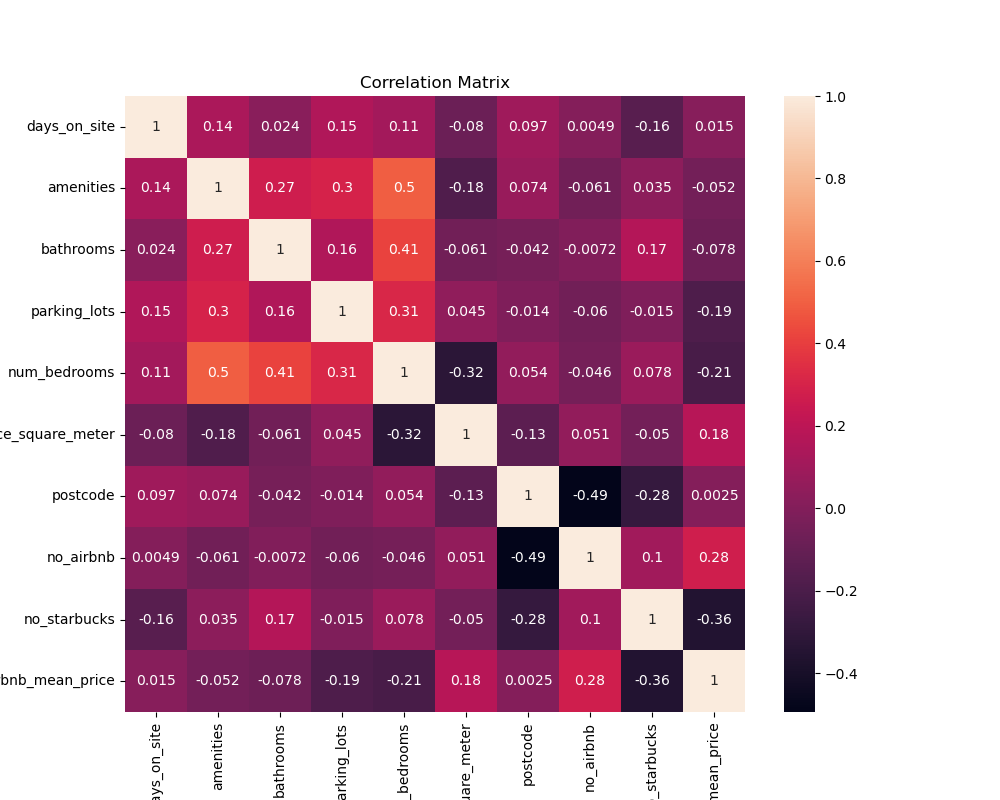 Correlation Matrix
days_on_site 1 0.14 0.024 0.15 0.11 -0.08 0.097 0.0049 -0.16 0.015
amenities 0.14 1 0.27 0.3 0.5 -0.18 0.074 -0.061 0.035 -0.052
bathrooms 0.024 0.27 1 0.16 0.41 -0.061 -0.042 -0.0072 0.17 -0.078
parking_lots 0.15 0.3 0.16 1 0.31 0.045 -0.014 -0.06 -0.015 -0.19
num_bedrooms 0.11 0.5 0.41 0.31 1 -0.32 0.054 -0.046 0.078 -0.21
ce_square_meter -0.08 -0.18 -0.061 0.045 -0.32 1 -0.13 0.051 -0.05 0.18
postcode 0.097 0.074 -0.042 -0.014 0.054 -0.13 1 -0.49 -0.28 0.0025
no_airbnb 0.0049 -0.061 -0.0072 -0.06 -0.046 0.051 -0.49 1 0.1 0.28
no_starbucks -0.16 0.035 0.17 -0.015 0.078 -0.05 -0.28 0.1 1 -0.36
rbnb_mean_price 0.015 -0.052 -0.078 -0.19 -0.21 0.18 0.0025 0.28 -0.36 1
ays_on_site
amenities
bathrooms
arking_lots
_bedrooms
uare_meter
postcode
no_airbnb
_starbucks
mean_price
1.0
0.8
0.6
0.4
0.2
0.0
−0.2
−0.4